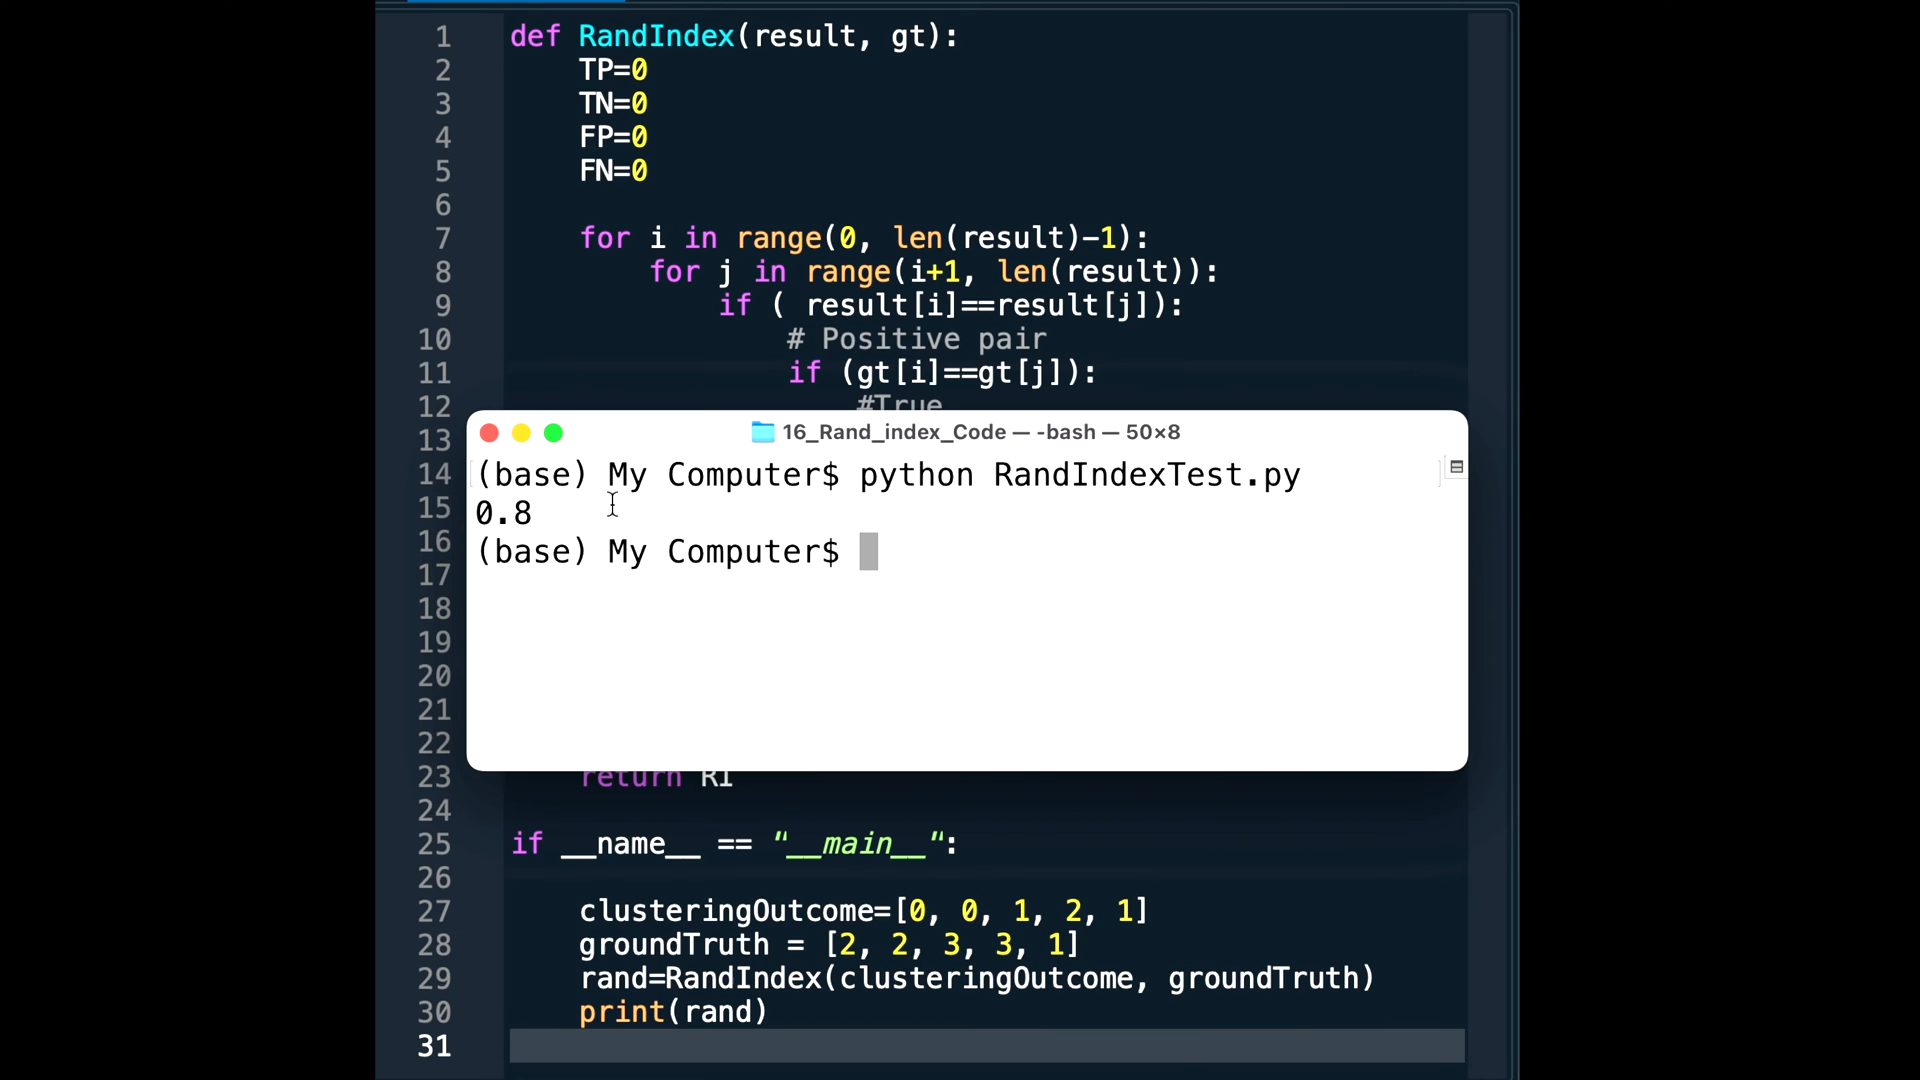 1 def RandIndex(result, gt):
2 TP=0
3 TN=0
4 FP=0
5 FN=0
6
7 for i in range(0, len(result)-1):
8 for j in range(i+1, len(result)):
9 if ( result[i]==result[j]):
10 # Positive pair
11 if (gt[i]==gt[j]):
12 #True
13
16_Rand_index_Code — -bash — 50×8
14
(base) My Computer$ python RandIndexTest.py
15
0.8
16
(base) My Computer$
17
18
19
20
21
22
23 return RI
24
25 if __name__ == "__main__":
26
27 clusteringOutcome=[0, 0, 1, 2, 1]
28 groundTruth = [2, 2, 3, 3, 1]
29 rand=RandIndex(clusteringOutcome, groundTruth)
30 print(rand)
31